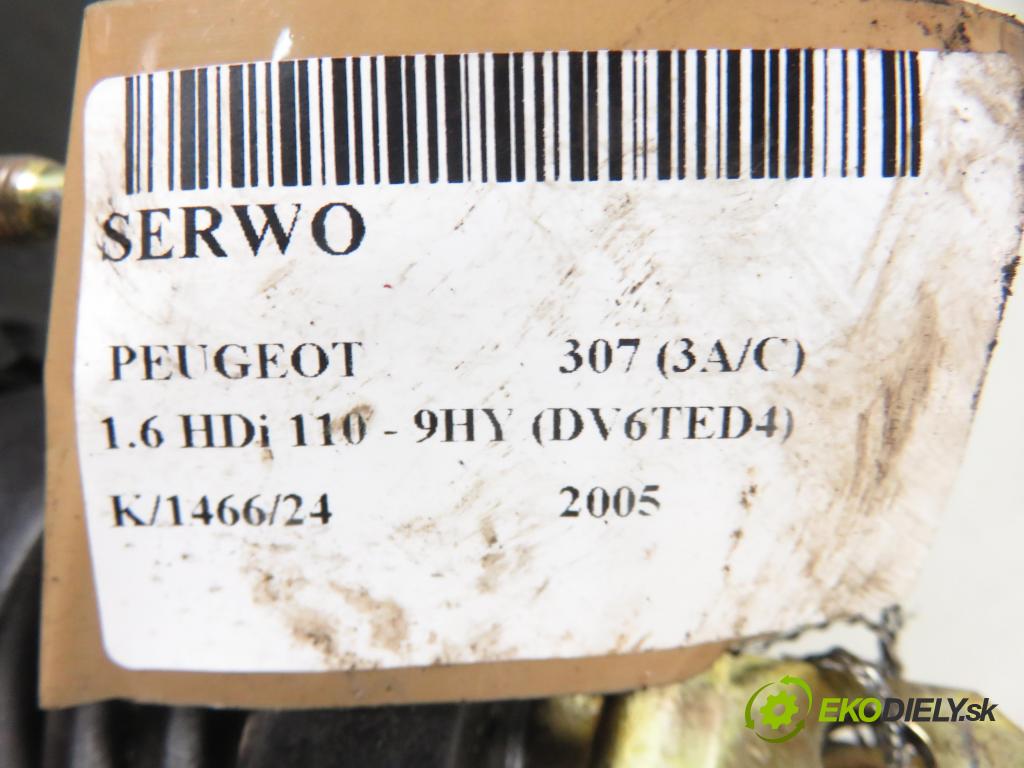 SERWO
PEUGEOT 307 (3A/C)
1.6 HDi 110 - 9HY (DV6TED4)
K/1466/24 2005
EKODIELY.sk